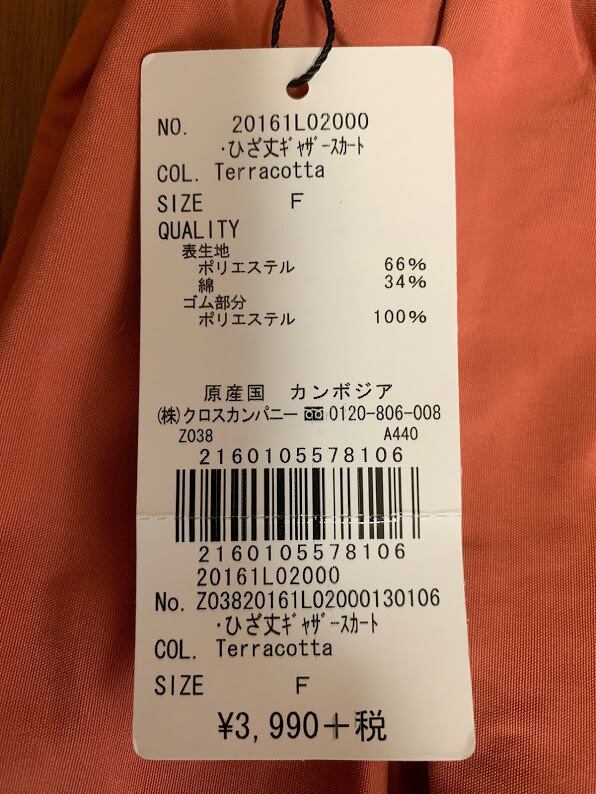 NO. 20161L02000
・ひざ丈ｷﾞｬｻﾞｰｽｶｰﾄ
COL. Terracotta
SIZE F
QUALITY
表生地
ポリエステル 66%
綿 34%
ゴム部分
ポリエステル 100%
原産国 カンボジア
(株)クロスカンパニー 0120-806-008
Z038 A440
2160105578106
2160105578106
20161L02000
No. Z03820161L02000130106
・ひざ丈ｷﾞｬｻﾞｰｽｶｰﾄ
COL. Terracotta
SIZE F
¥3,990+税